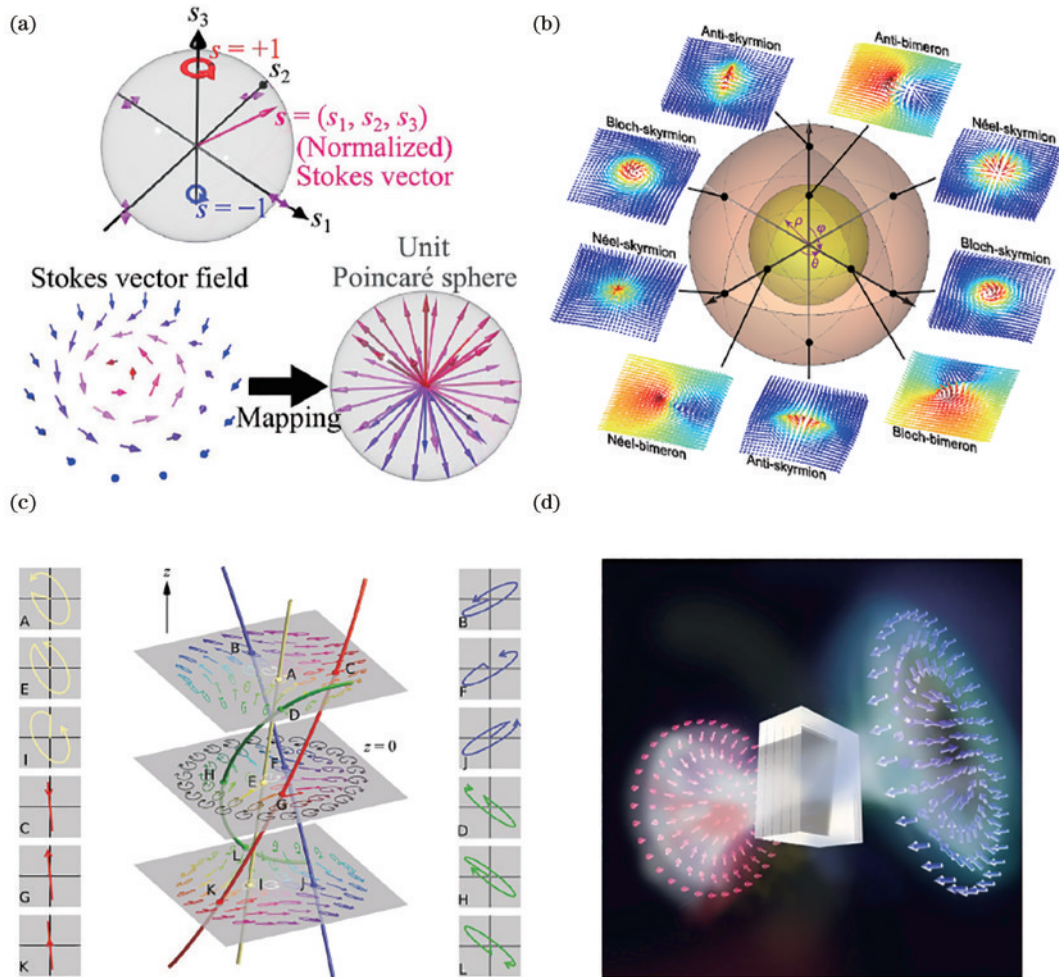 (a)
s₃
s = +1
s₂
s = (s₁, s₂, s₃)
(Normalized)
Stokes vector
s = −1
s₁
Stokes vector field
Unit
Poincaré sphere
Mapping
(b)
Anti-skyrmion
Anti-bimeron
Bloch-skyrmion
Néel-skyrmion
ρ
φ
θ
Néel-skyrmion
Bloch-skyrmion
Néel-bimeron
Anti-skyrmion
Bloch-bimeron
(c)
A
E
I
C
G
K
z
B
A
C
D
z = 0
H
E
F
G
L
K
I
J
B
F
J
D
H
L
(d)